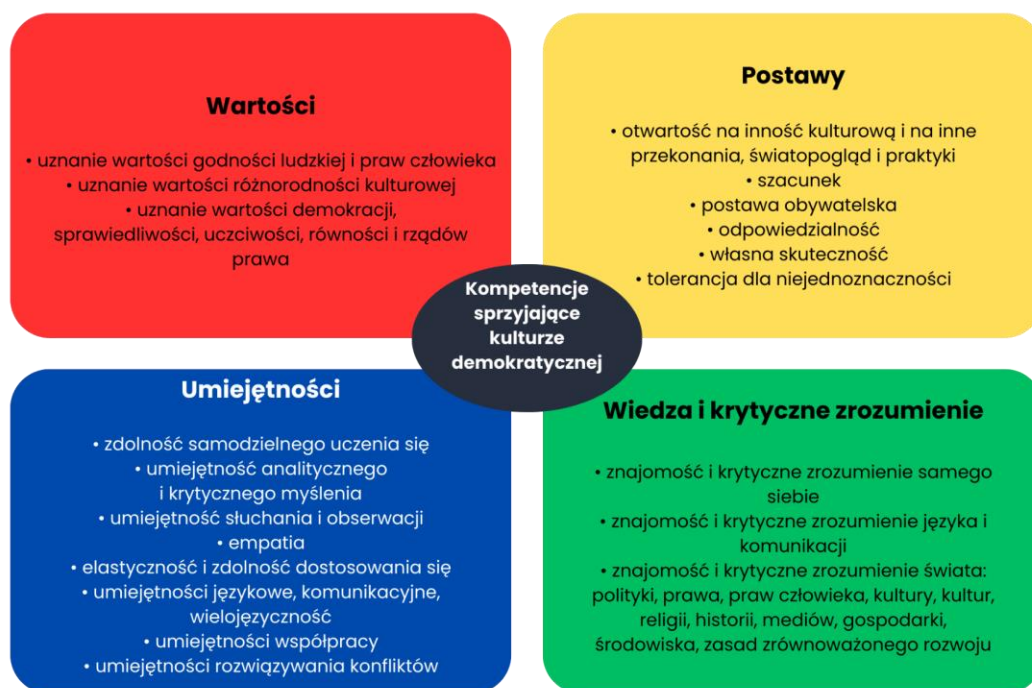 Wartości
• uznanie wartości godności ludzkiej i praw człowieka
• uznanie wartości różnorodności kulturowej
• uznanie wartości demokracji,
sprawiedliwości, uczciwości, równości i rządów
prawa
Postawy
• otwartość na inność kulturową i na inne
przekonania, światopogląd i praktyki
• szacunek
• postawa obywatelska
• odpowiedzialność
• własna skuteczność
• tolerancja dla niejednoznaczności
Kompetencje
sprzyjające
kulturze
demokratycznej
Umiejętności
• zdolność samodzielnego uczenia się
• umiejętność analitycznego
i krytycznego myślenia
• umiejętność słuchania i obserwacji
• empatia
• elastyczność i zdolność dostosowania się
• umiejętności językowe, komunikacyjne,
wielojęzyczność
• umiejętności współpracy
• umiejętności rozwiązywania konfliktów
Wiedza i krytyczne zrozumienie
• znajomość i krytyczne zrozumienie samego
siebie
• znajomość i krytyczne zrozumienie języka i
komunikacji
• znajomość i krytyczne zrozumienie świata:
polityki, prawa, praw człowieka, kultury, kultur,
religii, historii, mediów, gospodarki,
środowiska, zasad zrównoważonego rozwoju